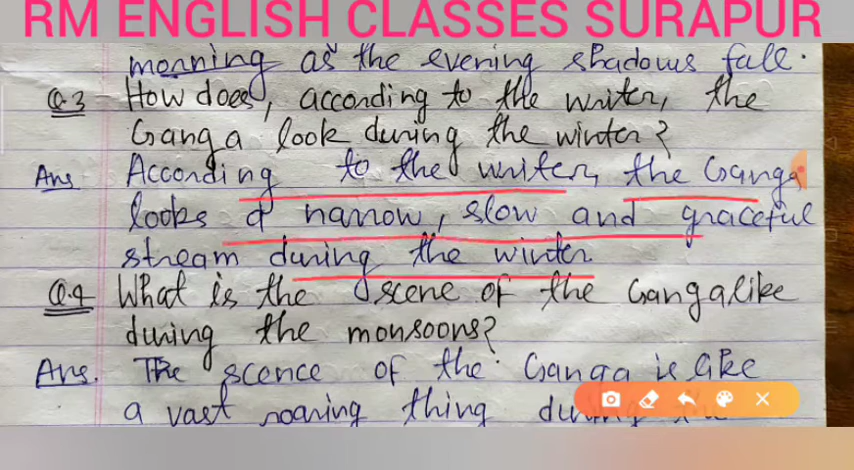 RM ENGLISH CLASSES SURAPUR
morning as the evening shadows fall.
Q.3 How does, according to the writer, the
Ganga look during the winter?
Ans According to the writer, the Ganga
looks a narrow, slow and graceful
stream during the winter
Q.4 What is the scene of the Ganga like
during the monsoons?
Ans. The scence of the Ganga is like
a vast roaring thing during the